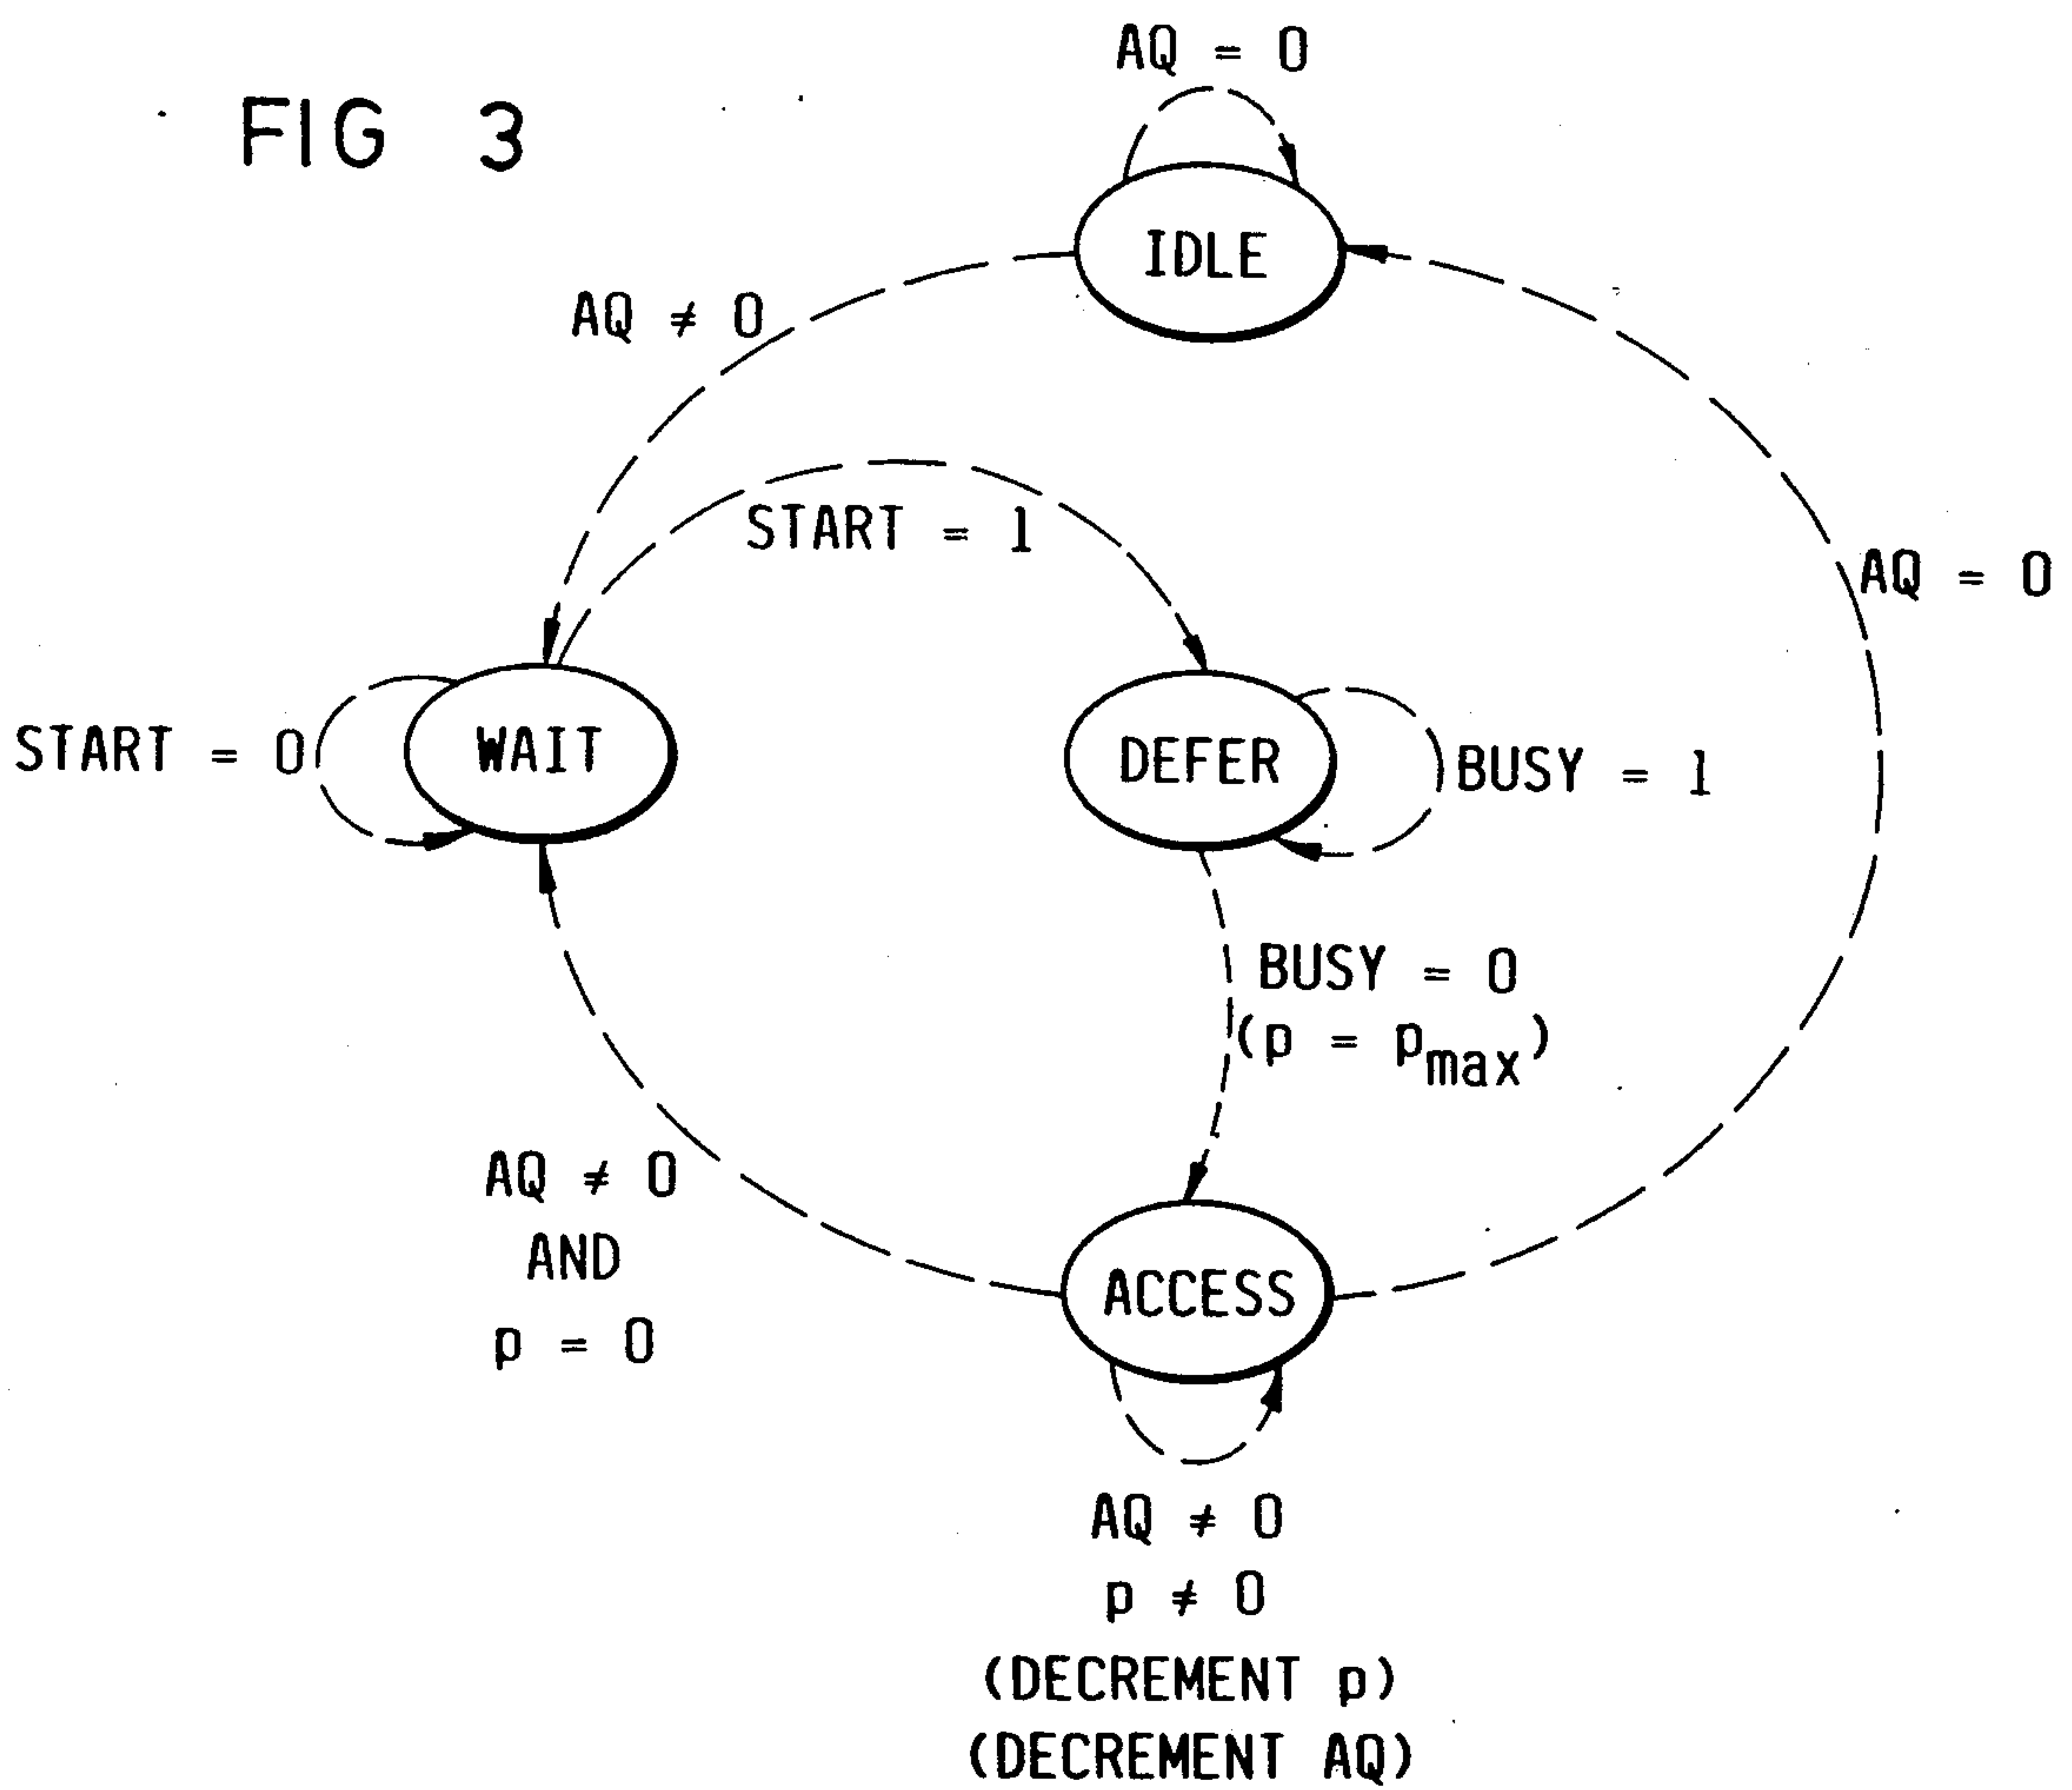 AQ = 0
FIG 3
IDLE
AQ ≠ 0
START = 1
AQ = 0
START = 0
WAIT
DEFER
BUSY = 1
BUSY = 0
(p = pmax)
AQ ≠ 0
AND
p = 0
ACCESS
AQ ≠ 0
p ≠ 0
(DECREMENT p)
(DECREMENT AQ)